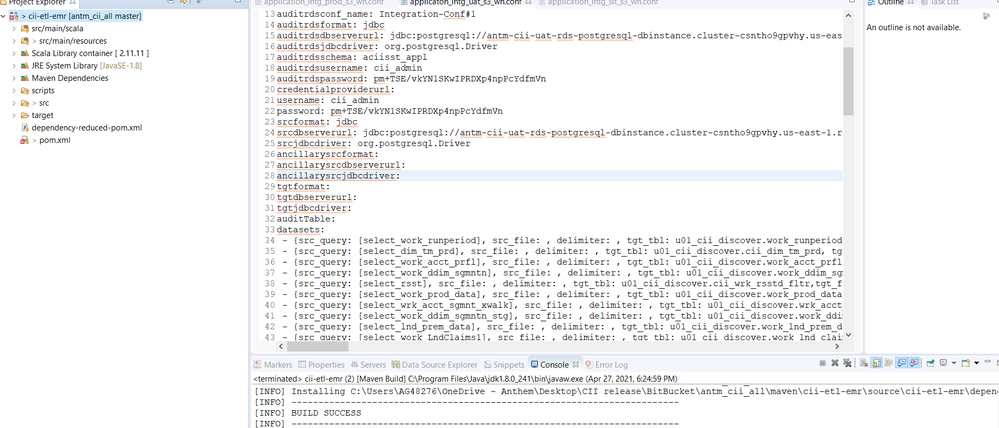 Project Explorer
> cii-etl-emr [antm_cii_all master]
src/main/scala
> src/main/resources
Scala Library container [ 2.11.11 ]
JRE System Library [JavaSE-1.8]
Maven Dependencies
scripts
> src
target
dependency-reduced-pom.xml
> pom.xml
application_intg_prod_s3_wh.conf applicaton_intg_uat_s3_wh.conf application_intg_sit_s3_wh.conf
13 auditrdsconf_name: Integration-Conf#1
14 auditrdsformat: jdbc
15 auditrdsdbserverurl: jdbc:postgresql://antm-cii-uat-rds-postgresql-dbinstance.cluster-csntho9gpvhy.us-eas
16 auditrdsjdbcdriver: org.postgresql.Driver
17 auditrdsschema: aciisst_appl
18 auditrdsusername: cii_admin
19 auditrdspassword: pm+TSE/vkYN1SKwIPRDXp4npPcYdfmVn
20 credentialproviderurl:
21 username: cii_admin
22 password: pm+TSE/vkYN1SKwIPRDXp4npPcYdfmVn
23 srcformat: jdbc
24 srcdbserverurl: jdbc:postgresql://antm-cii-uat-rds-postgresql-dbinstance.cluster-csntho9gpvhy.us-east-1.r
25 srcjdbcdriver: org.postgresql.Driver
26 ancillarysrcformat:
27 ancillarysrcdbserverurl:
28 ancillarysrcjdbcdriver:
29 tgtformat:
30 tgtdbserverurl:
31 tgtjdbcdriver:
32 auditTable:
33 datasets:
34 - {src_query: [select_work_runperiod], src_file: , delimiter: , tgt_tbl: u01_cii_discover.work_runperiod
35 - {src_query: [select_dim_tm_prd], src_file: , delimiter: , tgt_tbl: u01_cii_discover.cii_dim_tm_prd, tg
36 - {src_query: [select_work_acct_prfl], src_file: , delimiter: , tgt_tbl: u01_cii_discover.work_acct_prfl
37 - {src_query: [select_work_ddim_sgmntn], src_file: , delimiter: , tgt_tbl: u01_cii_discover.work_ddim_sg
38 - {src_query: [select_rsst], src_file: , delimiter: , tgt_tbl: u01_cii_discover.cii_wrk_rsstd_fltr,tgt_f
39 - {src_query: [select_work_prod_data], src_file: , delimiter: , tgt_tbl: u01_cii_discover.work_prod_data
40 - {src_query: [select_wrk_acct_sgmnt_xwalk], src_file: , delimiter: , tgt_tbl: u01_cii_discover.wrk_acct_
41 - {src_query: [select_work_ddim_sgmntn_stg], src_file: , delimiter: , tgt_tbl: u01_cii_discover.work_ddi
42 - {src_query: [select_lnd_prem_data], src_file: , delimiter: , tgt_tbl: u01_cii_discover.work_lnd_prem_d
43 - {src_query: [select_work_LndClaims1], src_file: , delimiter: , tgt_tbl: u01_cii_discover.work_lnd_clai
Outline Task List
An outline is not available.
Markers Properties Servers Data Source Explorer Snippets Console Error Log
<terminated> cii-etl-emr (2) [Maven Build] C:\Program Files\Java\jdk1.8.0_241\bin\javaw.exe (Apr 27, 2021, 6:24:59 PM)
[INFO] Installing C:\Users\AG48276\OneDrive - Anthem\Desktop\CII release\BitBucket\antm_cii_all\maven\cii-etl-emr\source\cii-etl-emr\depen
[INFO] ------------------------------------------------------------------------
[INFO] BUILD SUCCESS
[INFO] ------------------------------------------------------------------------